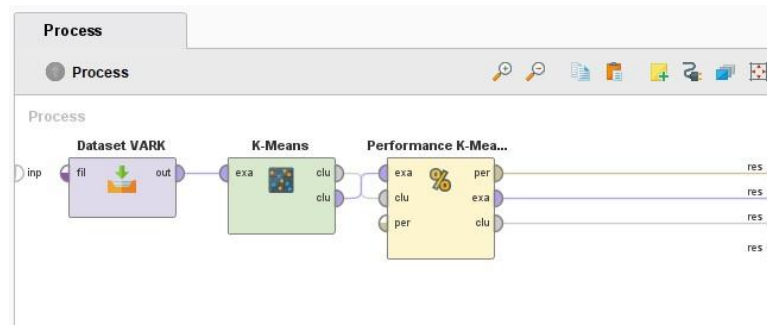 Process
Process
Process
Dataset VARK
K-Means
Performance K-Mea...
inp
fil
out
exa
clu
clu
exa
per
clu
exa
per
clu
res
res
res
res